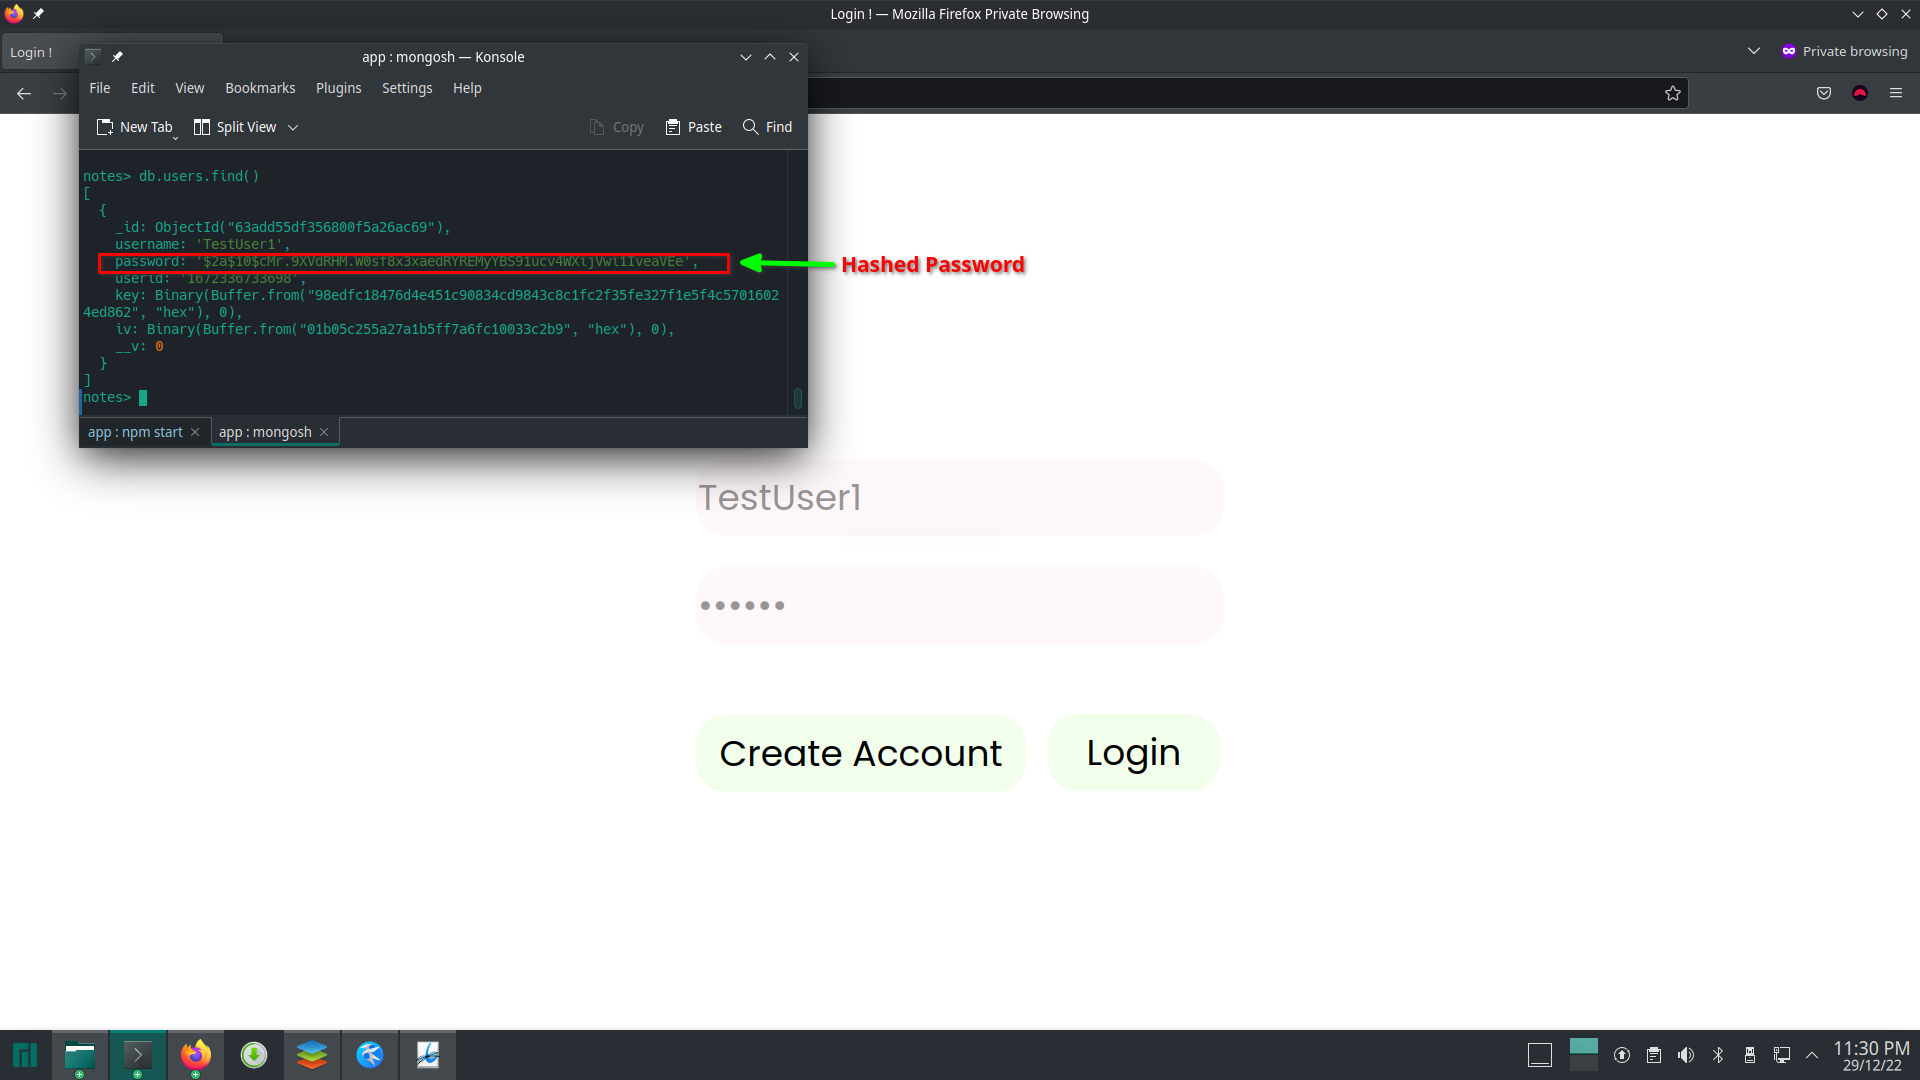 Login ! — Mozilla Firefox Private Browsing
Login !
Private browsing
app : mongosh — Konsole
File Edit View Bookmarks Plugins Settings Help
New Tab Split View Copy Paste Find
notes> db.users.find()
[
{
_id: ObjectId("63add55df356800f5a26ac69"),
username: 'TestUser1',
password: '$2a$10$cMr.9XVdRHM.W0sf8x3xaedRYREMyYBS91ucv4WXljVwl1IveaVEe',
userid: '1672336733698',
key: Binary(Buffer.from("98edfc18476d4e451c90834cd9843c8c1fc2f35fe327f1e5f4c5701602
4ed862", "hex"), 0),
iv: Binary(Buffer.from("01b05c255a27a1b5ff7a6fc10033c2b9", "hex"), 0),
__v: 0
}
]
notes>
app : npm start app : mongosh
Hashed Password
TestUser1
••••••
Create Account Login
11:30 PM
29/12/22